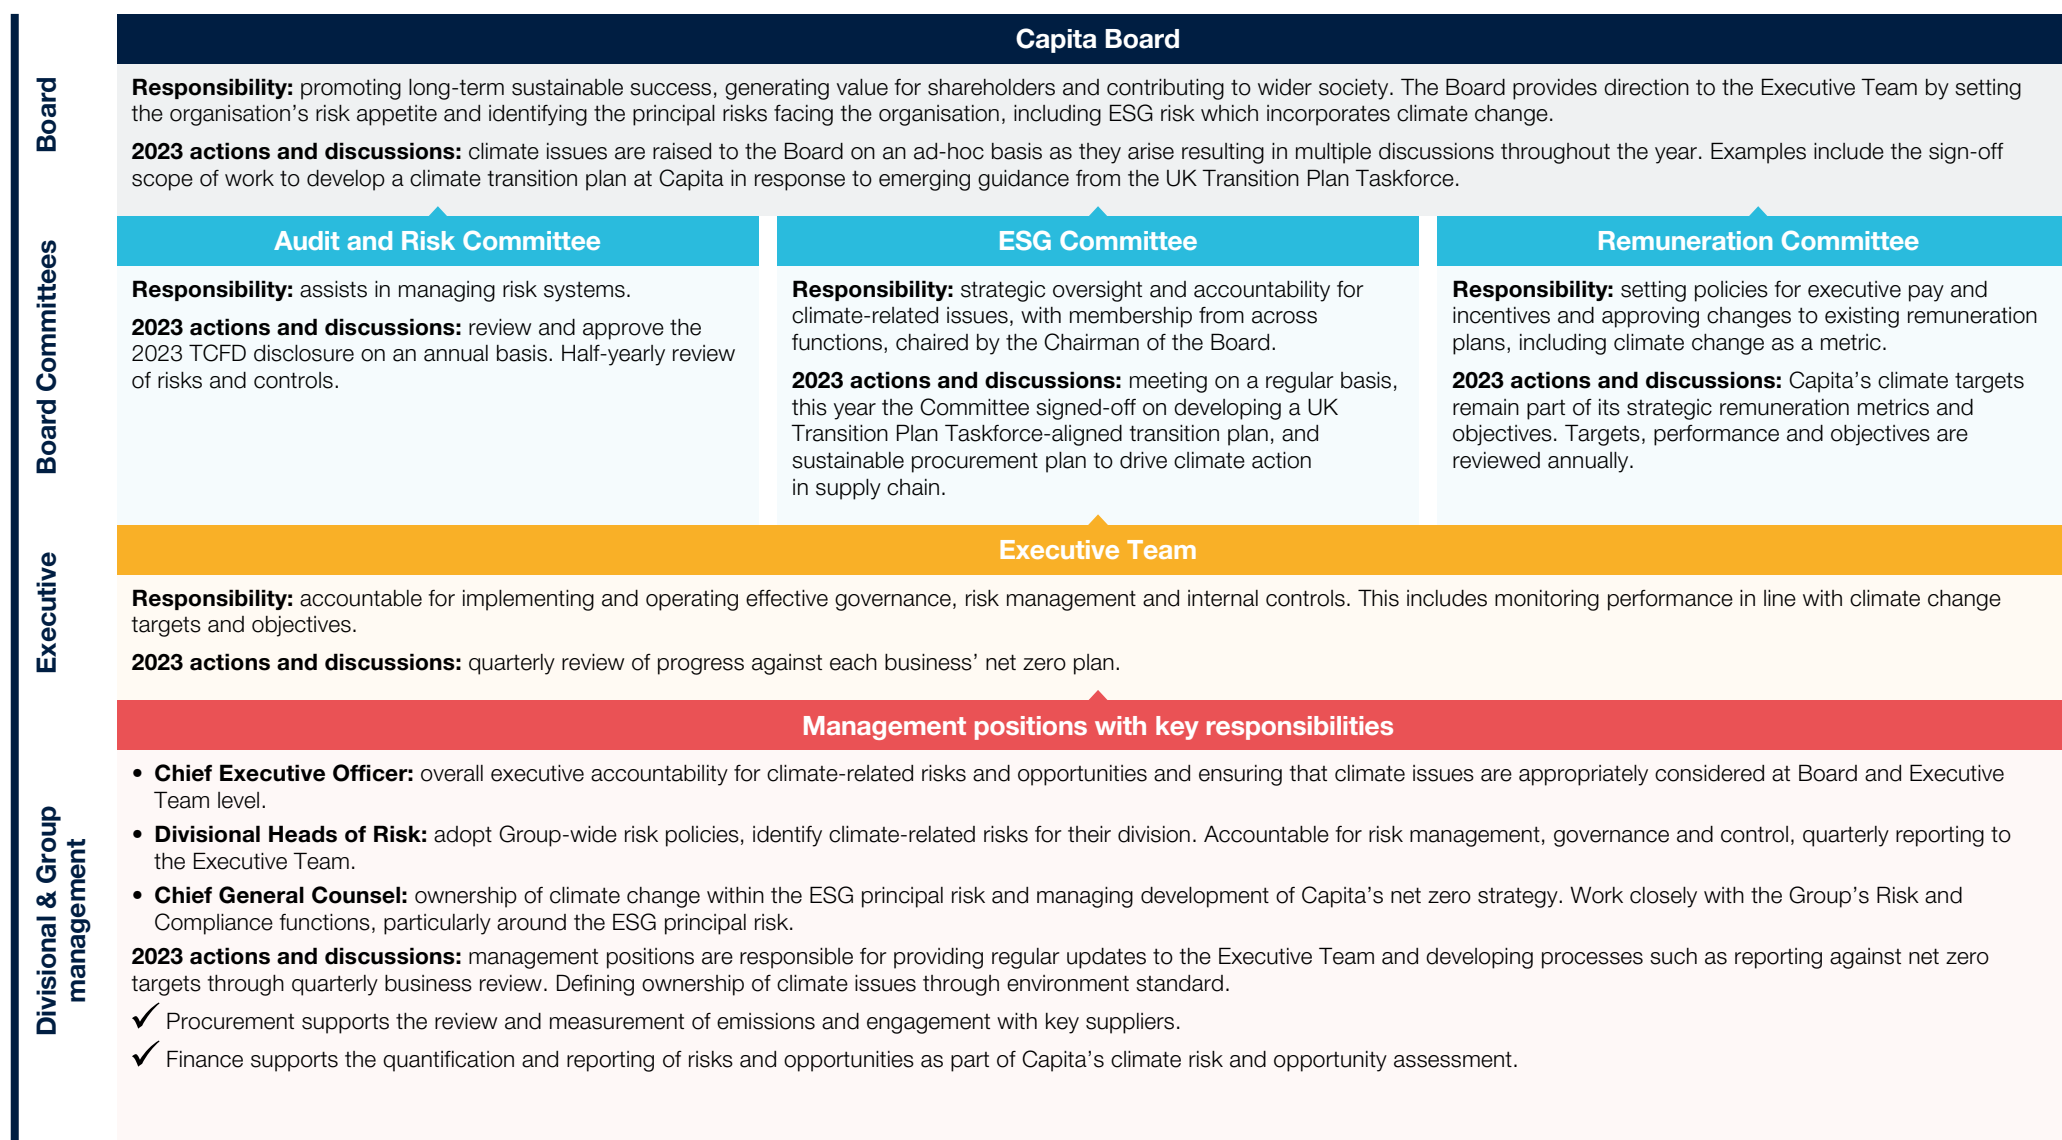 Capita Board
Board
Responsibility: promoting long-term sustainable success, generating value for shareholders and contributing to wider society. The Board provides direction to the Executive Team by setting
the organisation’s risk appetite and identifying the principal risks facing the organisation, including ESG risk which incorporates climate change.
2023 actions and discussions: climate issues are raised to the Board on an ad-hoc basis as they arise resulting in multiple discussions throughout the year. Examples include the sign-off
scope of work to develop a climate transition plan at Capita in response to emerging guidance from the UK Transition Plan Taskforce.
Board Committees
Audit and Risk Committee
Responsibility: assists in managing risk systems.
2023 actions and discussions: review and approve the
2023 TCFD disclosure on an annual basis. Half-yearly review
of risks and controls.
ESG Committee
Responsibility: strategic oversight and accountability for
climate-related issues, with membership from across
functions, chaired by the Chairman of the Board.
2023 actions and discussions: meeting on a regular basis,
this year the Committee signed-off on developing a UK
Transition Plan Taskforce-aligned transition plan, and
sustainable procurement plan to drive climate action
in supply chain.
Remuneration Committee
Responsibility: setting policies for executive pay and
incentives and approving changes to existing remuneration
plans, including climate change as a metric.
2023 actions and discussions: Capita’s climate targets
remain part of its strategic remuneration metrics and
objectives. Targets, performance and objectives are
reviewed annually.
Executive
Executive Team
Responsibility: accountable for implementing and operating effective governance, risk management and internal controls. This includes monitoring performance in line with climate change
targets and objectives.
2023 actions and discussions: quarterly review of progress against each business’ net zero plan.
Divisional & Group
management
Management positions with key responsibilities
• Chief Executive Officer: overall executive accountability for climate-related risks and opportunities and ensuring that climate issues are appropriately considered at Board and Executive
Team level.
• Divisional Heads of Risk: adopt Group-wide risk policies, identify climate-related risks for their division. Accountable for risk management, governance and control, quarterly reporting to
the Executive Team.
• Chief General Counsel: ownership of climate change within the ESG principal risk and managing development of Capita’s net zero strategy. Work closely with the Group’s Risk and
Compliance functions, particularly around the ESG principal risk.
2023 actions and discussions: management positions are responsible for providing regular updates to the Executive Team and developing processes such as reporting against net zero
targets through quarterly business review. Defining ownership of climate issues through environment standard.
✓ Procurement supports the review and measurement of emissions and engagement with key suppliers.
✓ Finance supports the quantification and reporting of risks and opportunities as part of Capita’s climate risk and opportunity assessment.